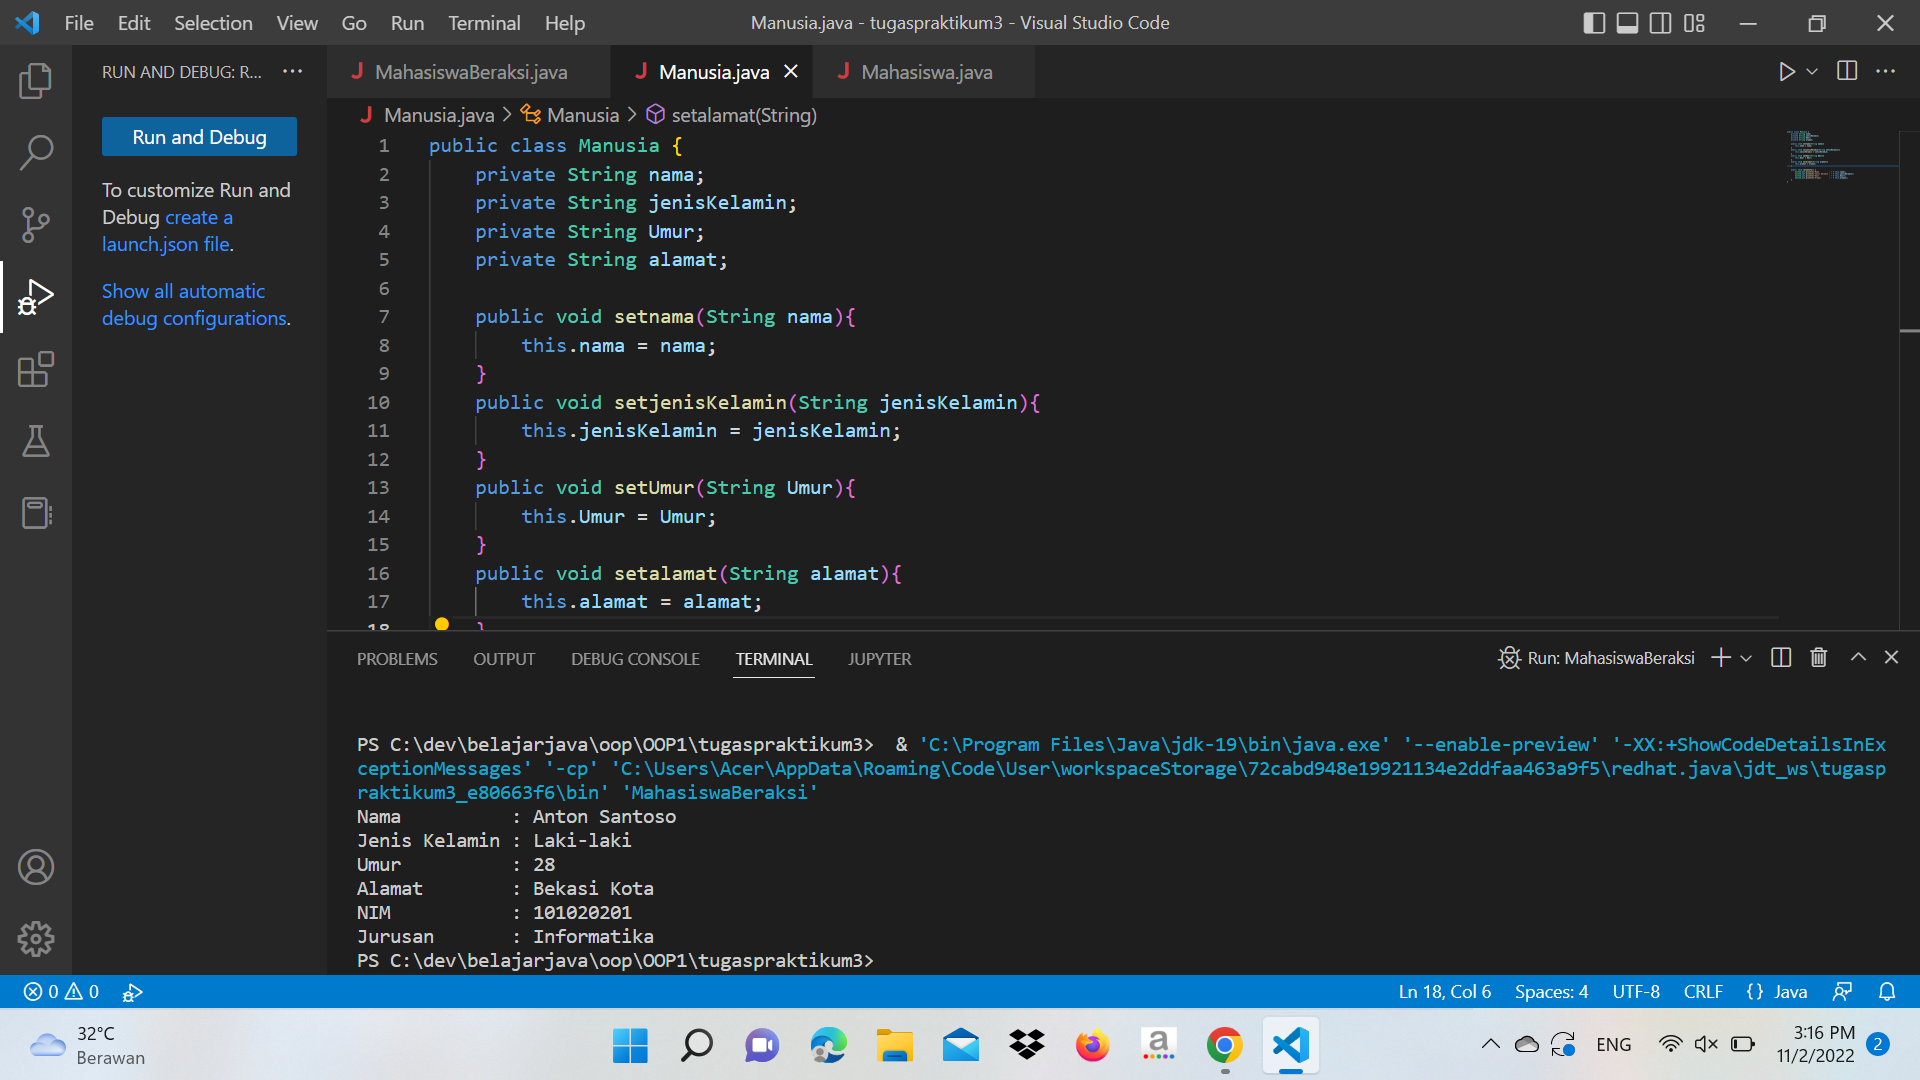 File Edit Selection View Go Run Terminal Help
Manusia.java - tugaspraktikum3 - Visual Studio Code
RUN AND DEBUG: R... ···
Run and Debug
To customize Run and
Debug create a
launch.json file.
Show all automatic
debug configurations.
MahasiswaBeraksi.java
Manusia.java
Mahasiswa.java
Manusia.java > Manusia > setalamat(String)
1 public class Manusia {
2 private String nama;
3 private String jenisKelamin;
4 private String Umur;
5 private String alamat;
6
7 public void setnama(String nama){
8 this.nama = nama;
9 }
10 public void setjenisKelamin(String jenisKelamin){
11 this.jenisKelamin = jenisKelamin;
12 }
13 public void setUmur(String Umur){
14 this.Umur = Umur;
15 }
16 public void setalamat(String alamat){
17 this.alamat = alamat;
18 }
PROBLEMS OUTPUT DEBUG CONSOLE TERMINAL JUPYTER
Run: MahasiswaBeraksi
PS C:\dev\belajarjava\oop\OOP1\tugaspraktikum3>  & 'C:\Program Files\Java\jdk-19\bin\java.exe' '--enable-preview' '-XX:+ShowCodeDetailsInEx
ceptionMessages' '-cp' 'C:\Users\Acer\AppData\Roaming\Code\User\workspaceStorage\72cabd948e19921134e2ddfaa463a9f5\redhat.java\jdt_ws\tugasp
raktikum3_e80663f6\bin' 'MahasiswaBeraksi'
Nama          : Anton Santoso
Jenis Kelamin : Laki-laki
Umur          : 28
Alamat        : Bekasi Kota
NIM           : 101020201
Jurusan       : Informatika
PS C:\dev\belajarjava\oop\OOP1\tugaspraktikum3>
0 0
Ln 18, Col 6 Spaces: 4 UTF-8 CRLF {} Java
32°C
Berawan
a
ENG
3:16 PM
11/2/2022
2